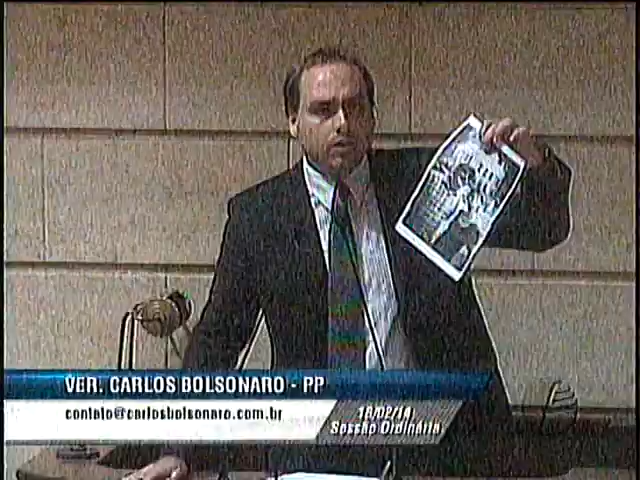 VER. CARLOS BOLSONARO - PP
contato@carlosbolsonaro.com.br
18/02/14
Sessão Ordinária